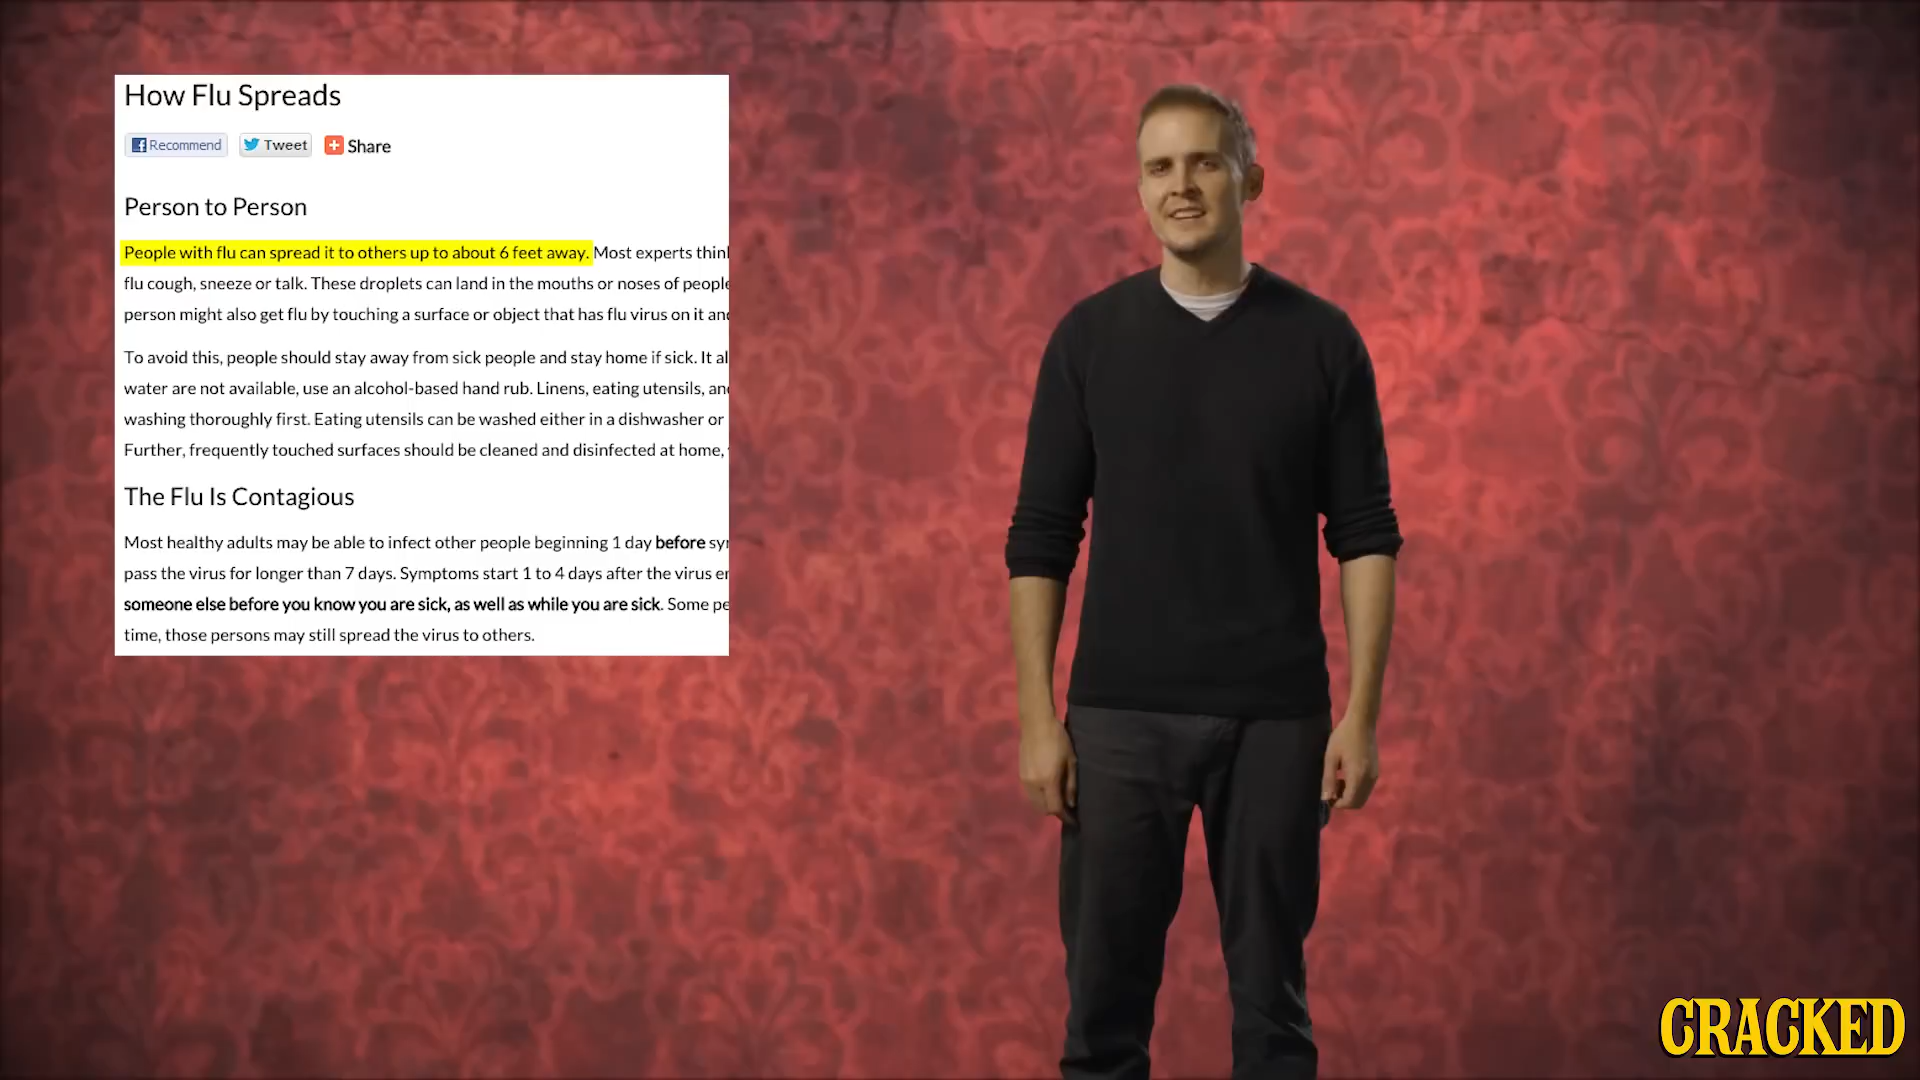 How Flu Spreads
Recommend Tweet Share
Person to Person
People with flu can spread it to others up to about 6 feet away. Most experts
flu cough, sneeze or talk. These droplets can land in the mouths or noses of people
person might also get flu by touching a surface or object that has flu virus on it
To avoid this, people should stay away from sick people and stay home if sick. It
water are not available, use an alcohol-based hand rub. Linens, eating utensils,
washing thoroughly first. Eating utensils can be washed either in a dishwasher or
Further, frequently touched surfaces should be cleaned and disinfected at home,
The Flu Is Contagious
Most healthy adults may be able to infect other people beginning 1 day before
pass the virus for longer than 7 days. Symptoms start 1 to 4 days after the virus
someone else before you know you are sick, as well as while you are sick. Some
time, those persons may still spread the virus to others.
CRACKED